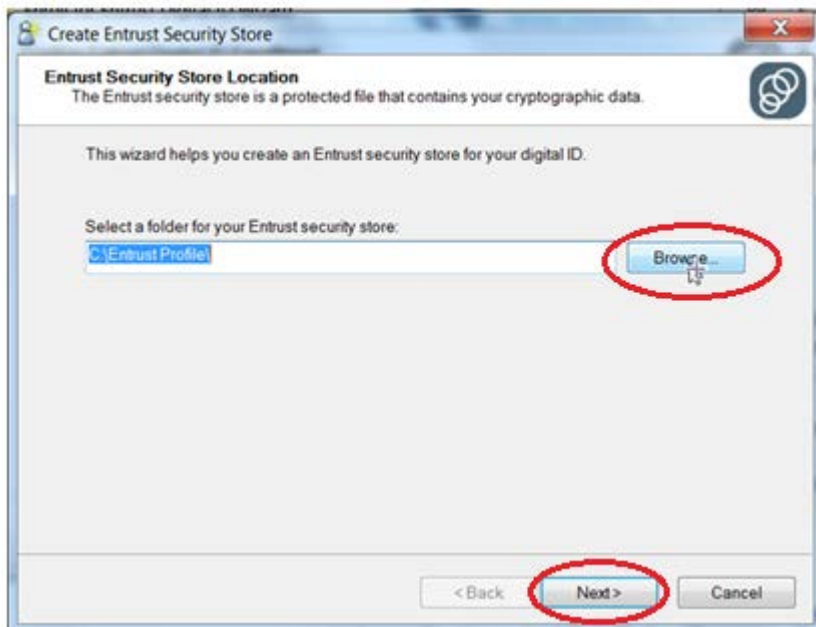 Create Entrust Security Store
Entrust Security Store Location
The Entrust security store is a protected file that contains your cryptographic data.
This wizard helps you create an Entrust security store for your digital ID.
Select a folder for your Entrust security store:
C:\Entrust Profile\
Browse...
< Back
Next >
Cancel